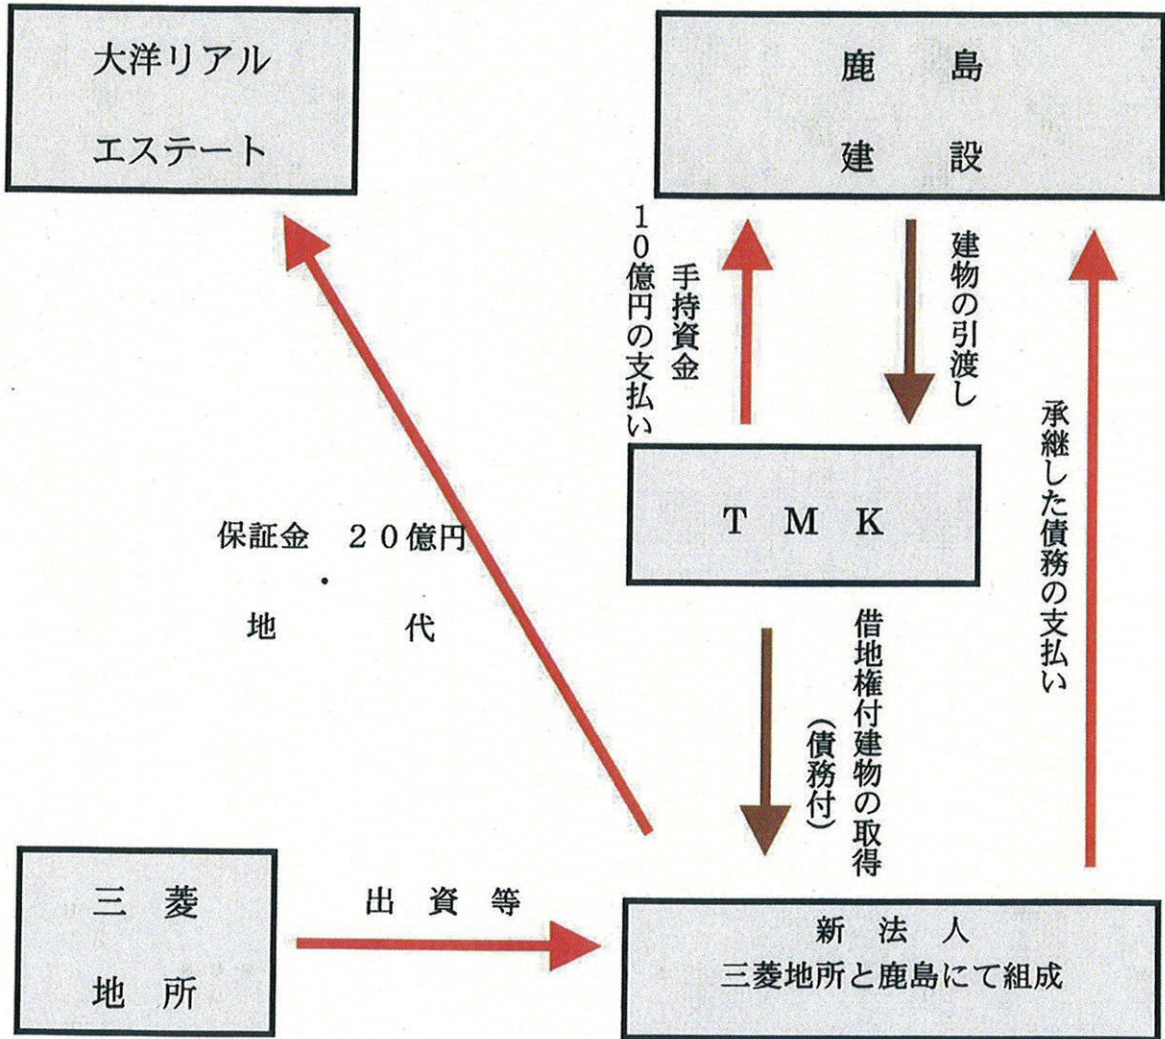 大洋リアル
エステート
鹿　島
建　設
手持資金
１０億円の支払い
建物の引渡し
承継した債務の支払い
ＴＭＫ
保証金　２０億円
・
地　　代
借地権付建物の取得
（債務付）
三　菱
地　所
出　資　等
新　法　人
三菱地所と鹿島にて組成